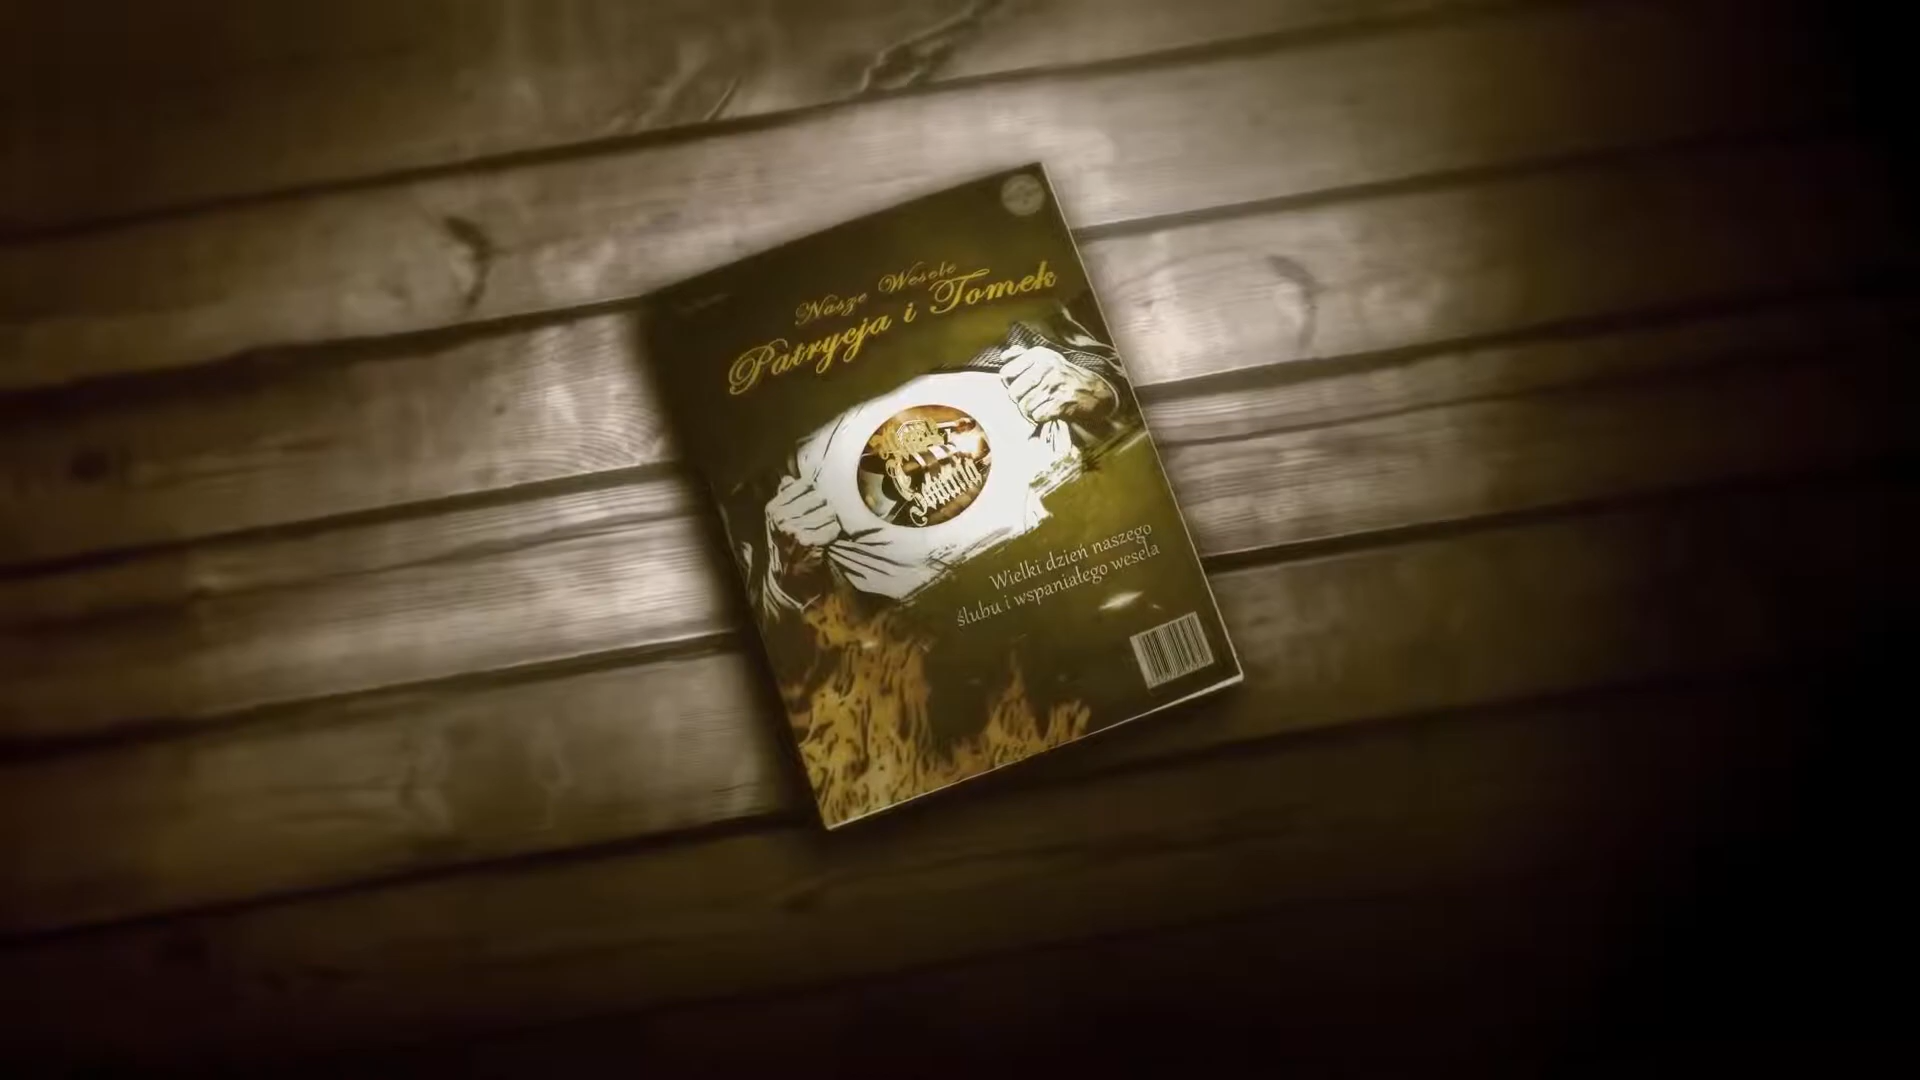 Nasze Wesele
Patrycja i Tomek
Wielki dzień naszego
ślubu i wspaniałego wesela